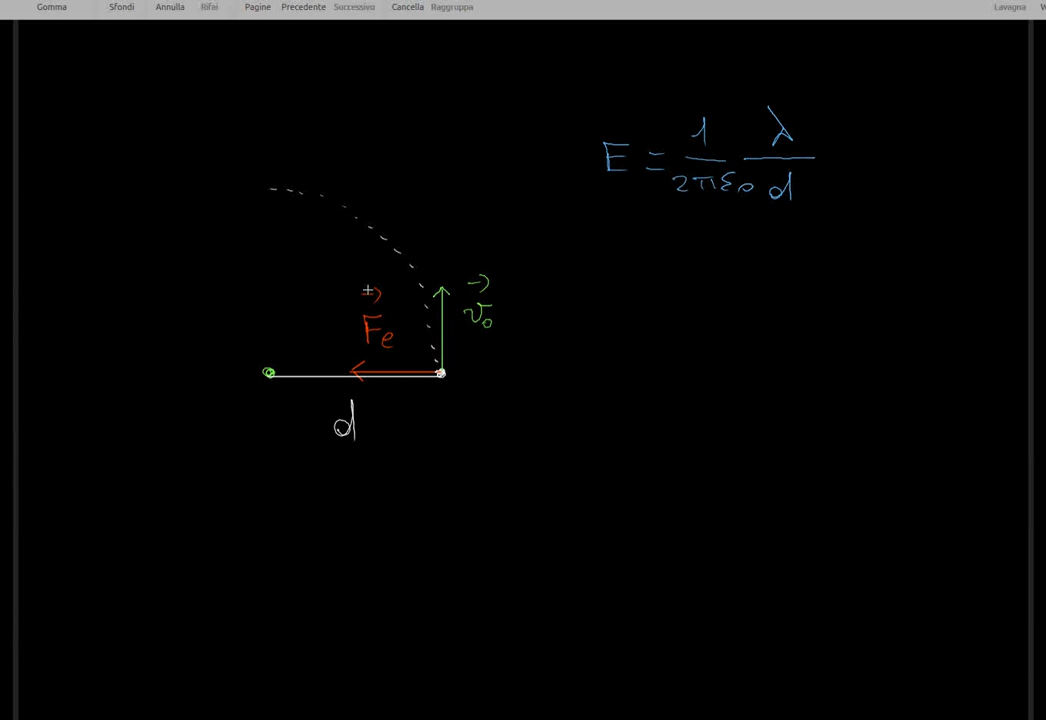 Gomma Sfondi Annulla Rifai Pagine Precedente Successivo Cancella Raggruppa Lavagna
E = 1/2πε₀ λ/d
v⃗₀
F⃗e
d